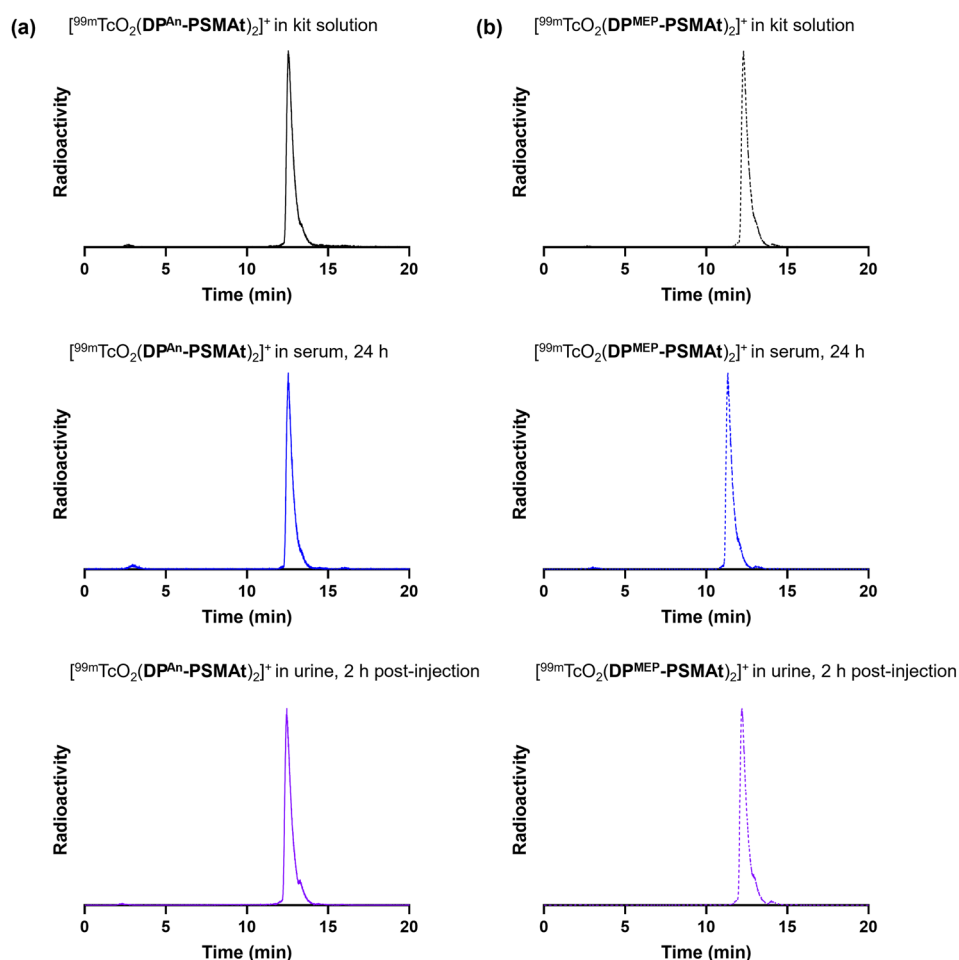 (a) [⁹⁹ᵐTcO₂(DPᴬⁿ-PSMAt)₂]⁺ in kit solution
Radioactivity
0 5 10 15 20
Time (min)
[⁹⁹ᵐTcO₂(DPᴬⁿ-PSMAt)₂]⁺ in serum, 24 h
Radioactivity
0 5 10 15 20
Time (min)
[⁹⁹ᵐTcO₂(DPᴬⁿ-PSMAt)₂]⁺ in urine, 2 h post-injection
Radioactivity
0 5 10 15 20
Time (min)
(b) [⁹⁹ᵐTcO₂(DPᴹᴱᴾ-PSMAt)₂]⁺ in kit solution
Radioactivity
0 5 10 15 20
Time (min)
[⁹⁹ᵐTcO₂(DPᴹᴱᴾ-PSMAt)₂]⁺ in serum, 24 h
Radioactivity
0 5 10 15 20
Time (min)
[⁹⁹ᵐTcO₂(DPᴹᴱᴾ-PSMAt)₂]⁺ in urine, 2 h post-injection
Radioactivity
0 5 10 15 20
Time (min)